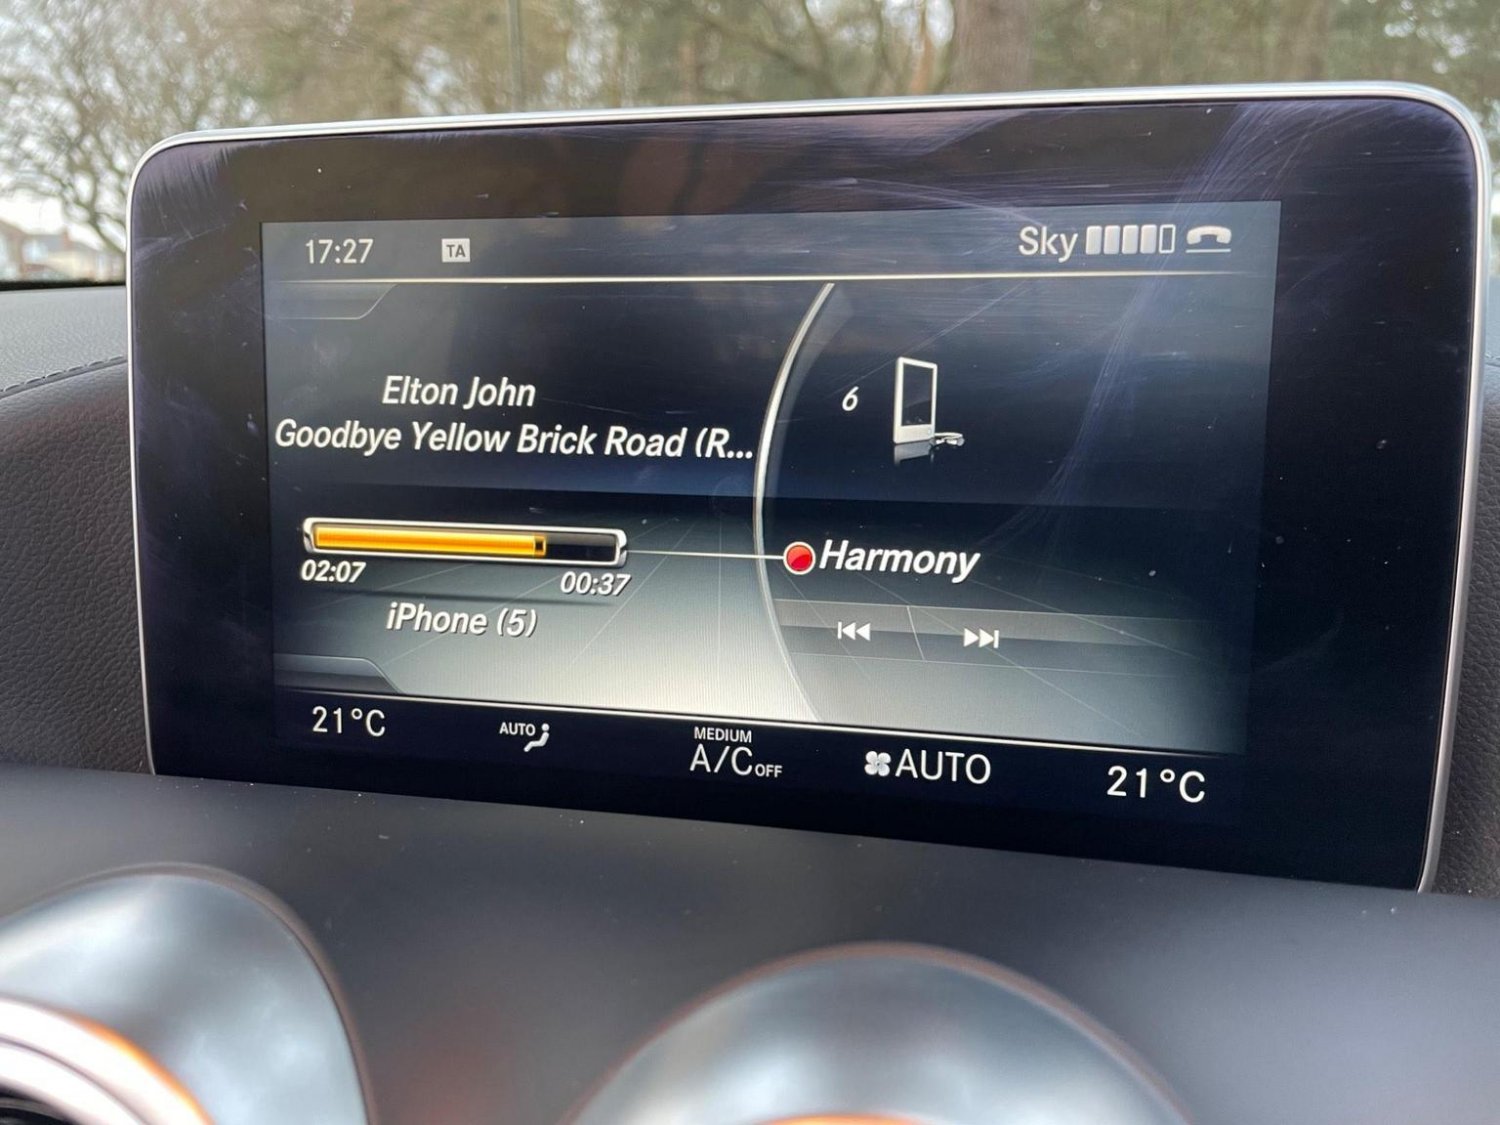 17:27 TA Sky
Elton John
Goodbye Yellow Brick Road (R...
6
02:07
00:37
Harmony
iPhone (5)
21°C AUTO MEDIUM A/C OFF AUTO 21°C